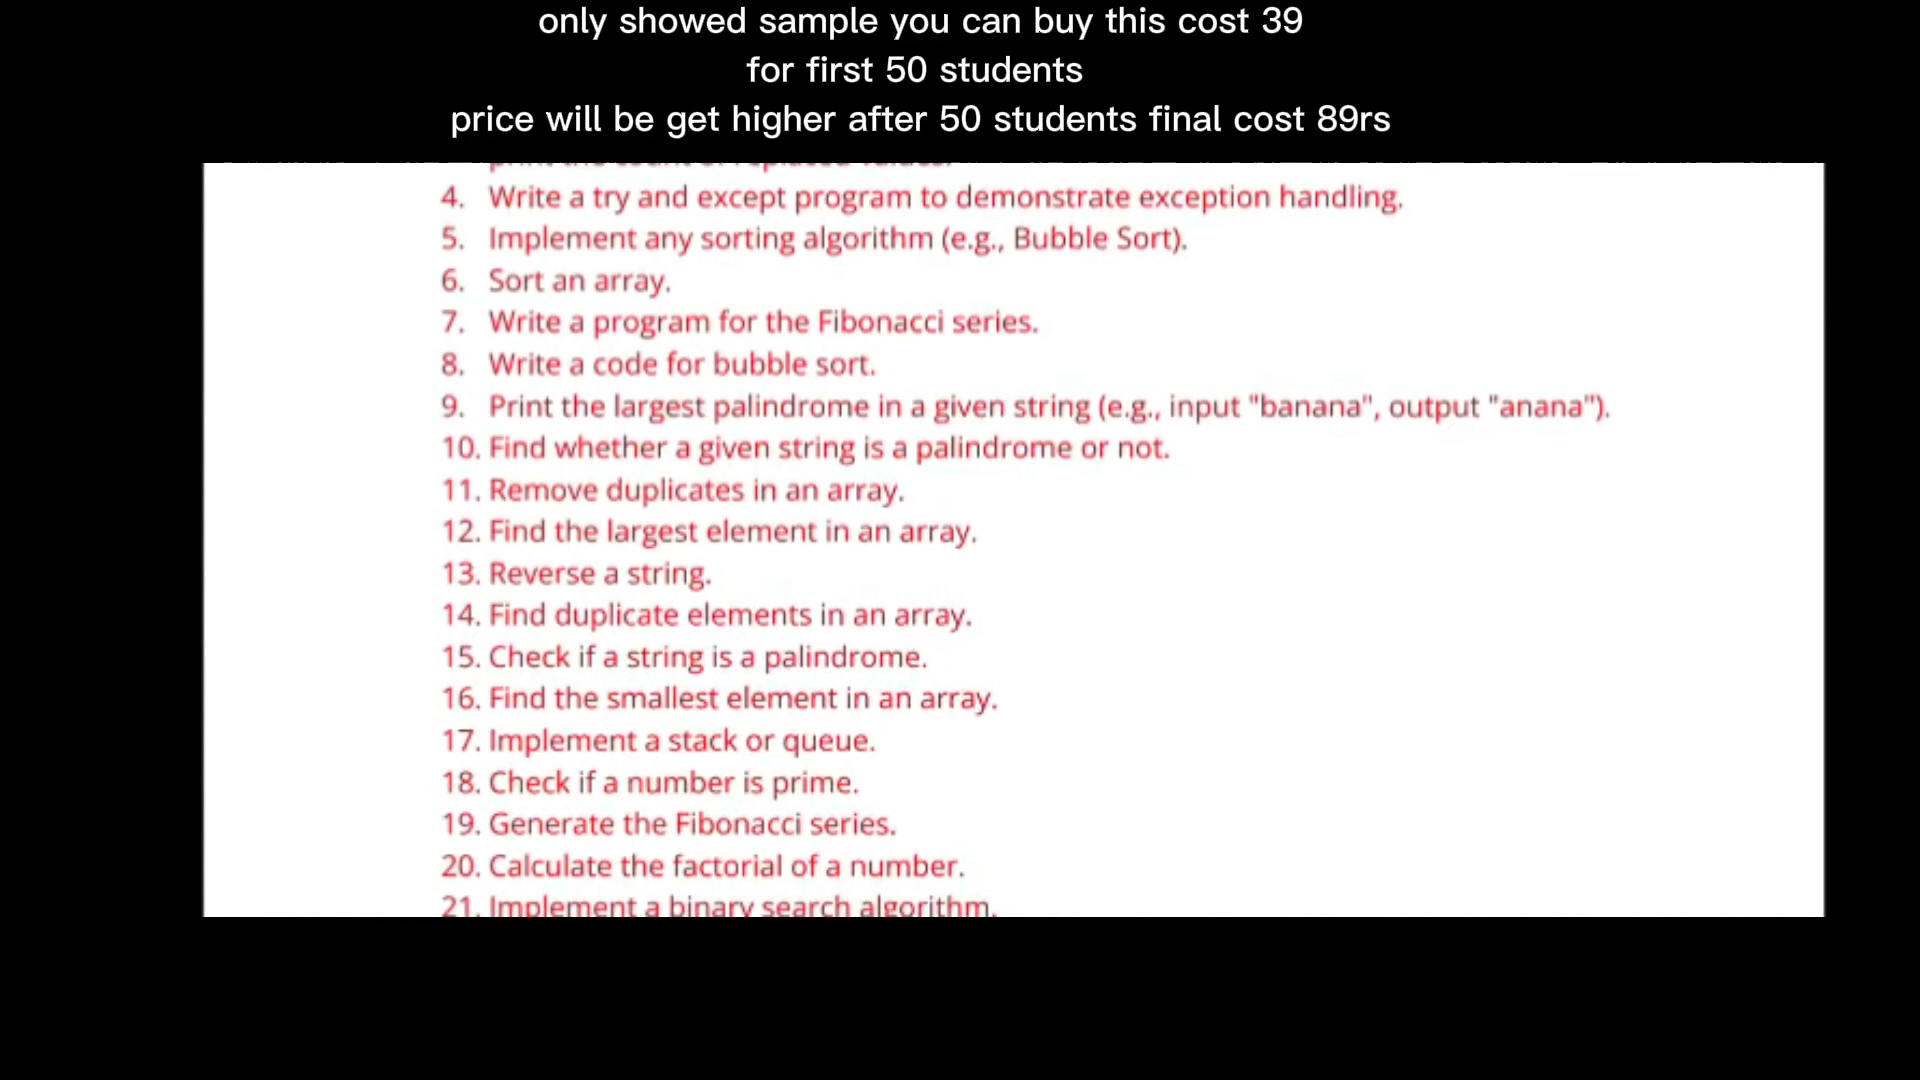 only showed sample you can buy this cost 39
for first 50 students
price will be get higher after 50 students final cost 89rs
4. Write a try and except program to demonstrate exception handling.
5. Implement any sorting algorithm (e.g., Bubble Sort).
6. Sort an array.
7. Write a program for the Fibonacci series.
8. Write a code for bubble sort.
9. Print the largest palindrome in a given string (e.g., input "banana", output "anana").
10. Find whether a given string is a palindrome or not.
11. Remove duplicates in an array.
12. Find the largest element in an array.
13. Reverse a string.
14. Find duplicate elements in an array.
15. Check if a string is a palindrome.
16. Find the smallest element in an array.
17. Implement a stack or queue.
18. Check if a number is prime.
19. Generate the Fibonacci series.
20. Calculate the factorial of a number.
21. Implement a binary search algorithm.